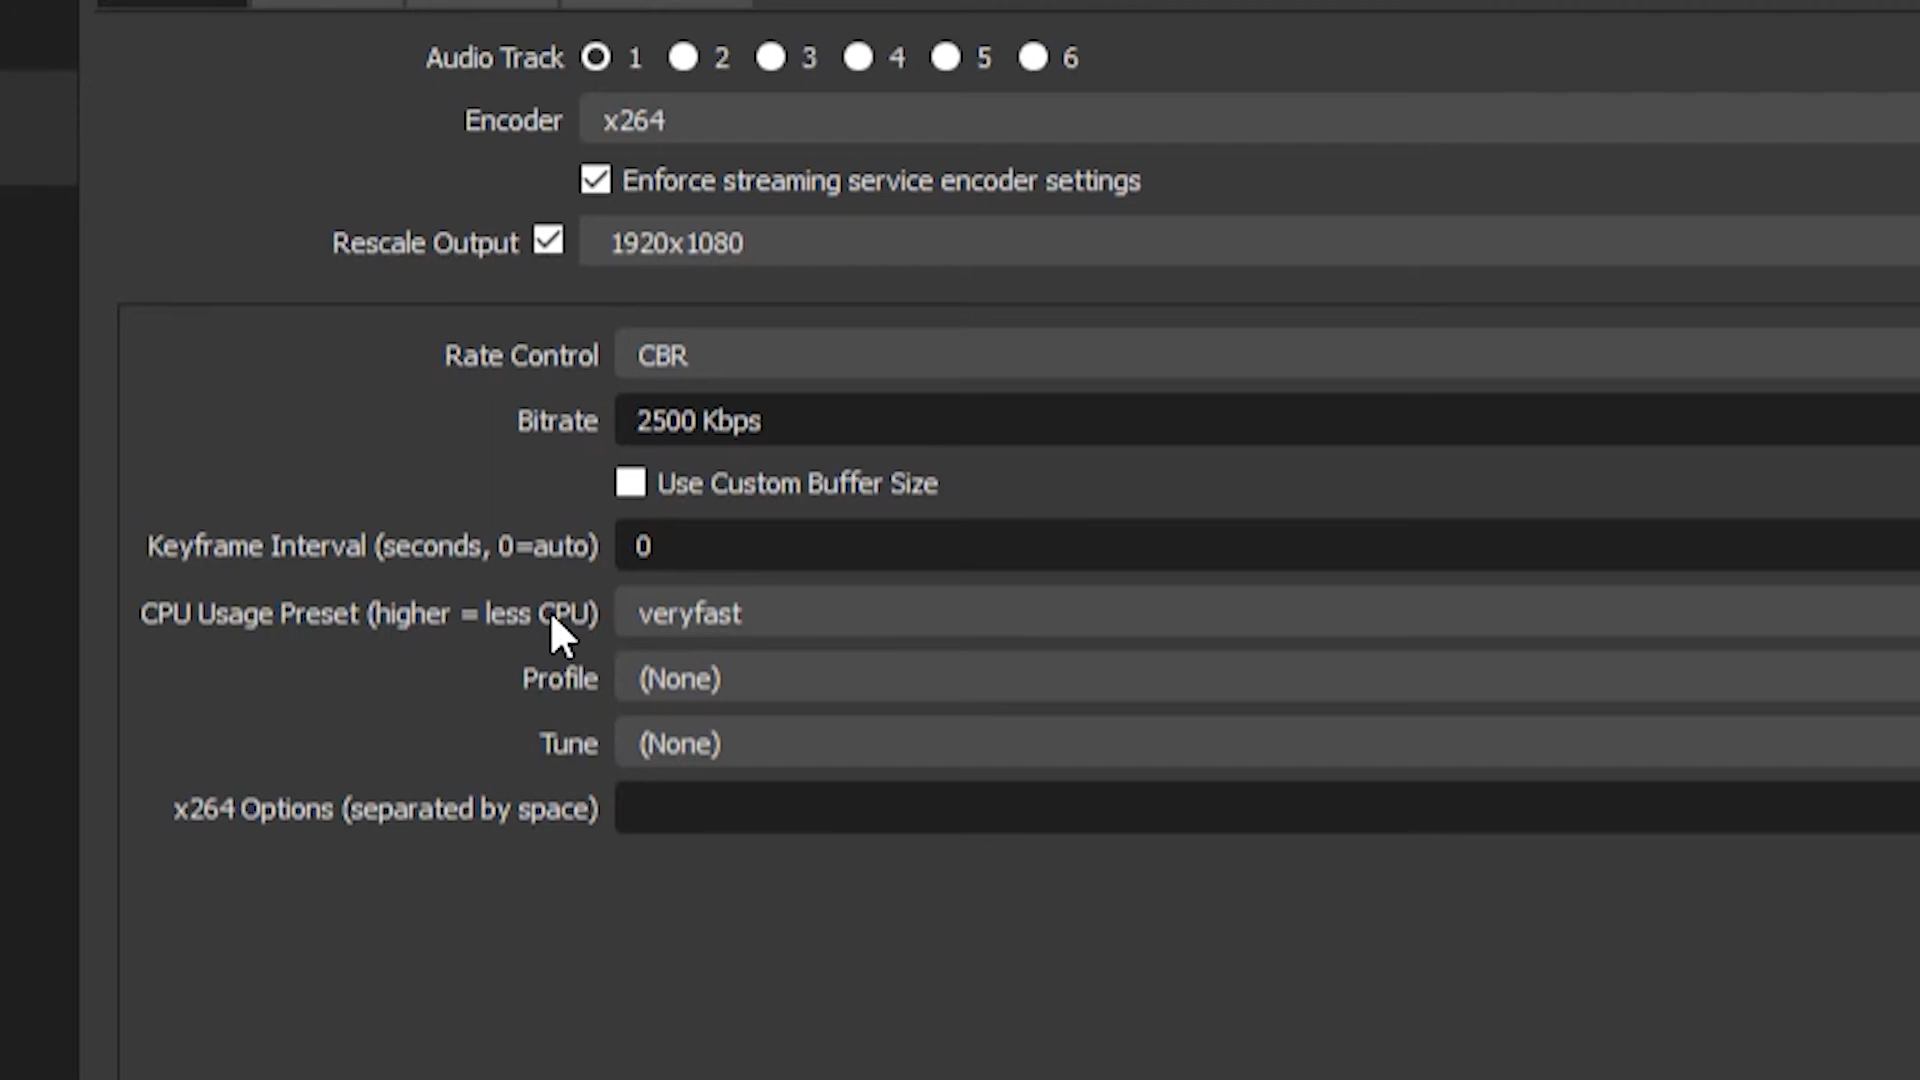 Audio Track 1 2 3 4 5 6
Encoder x264
Enforce streaming service encoder settings
Rescale Output 1920x1080
Rate Control CBR
Bitrate 2500 Kbps
Use Custom Buffer Size
Keyframe Interval (seconds, 0=auto) 0
CPU Usage Preset (higher = less CPU) veryfast
Profile (None)
Tune (None)
x264 Options (separated by space)